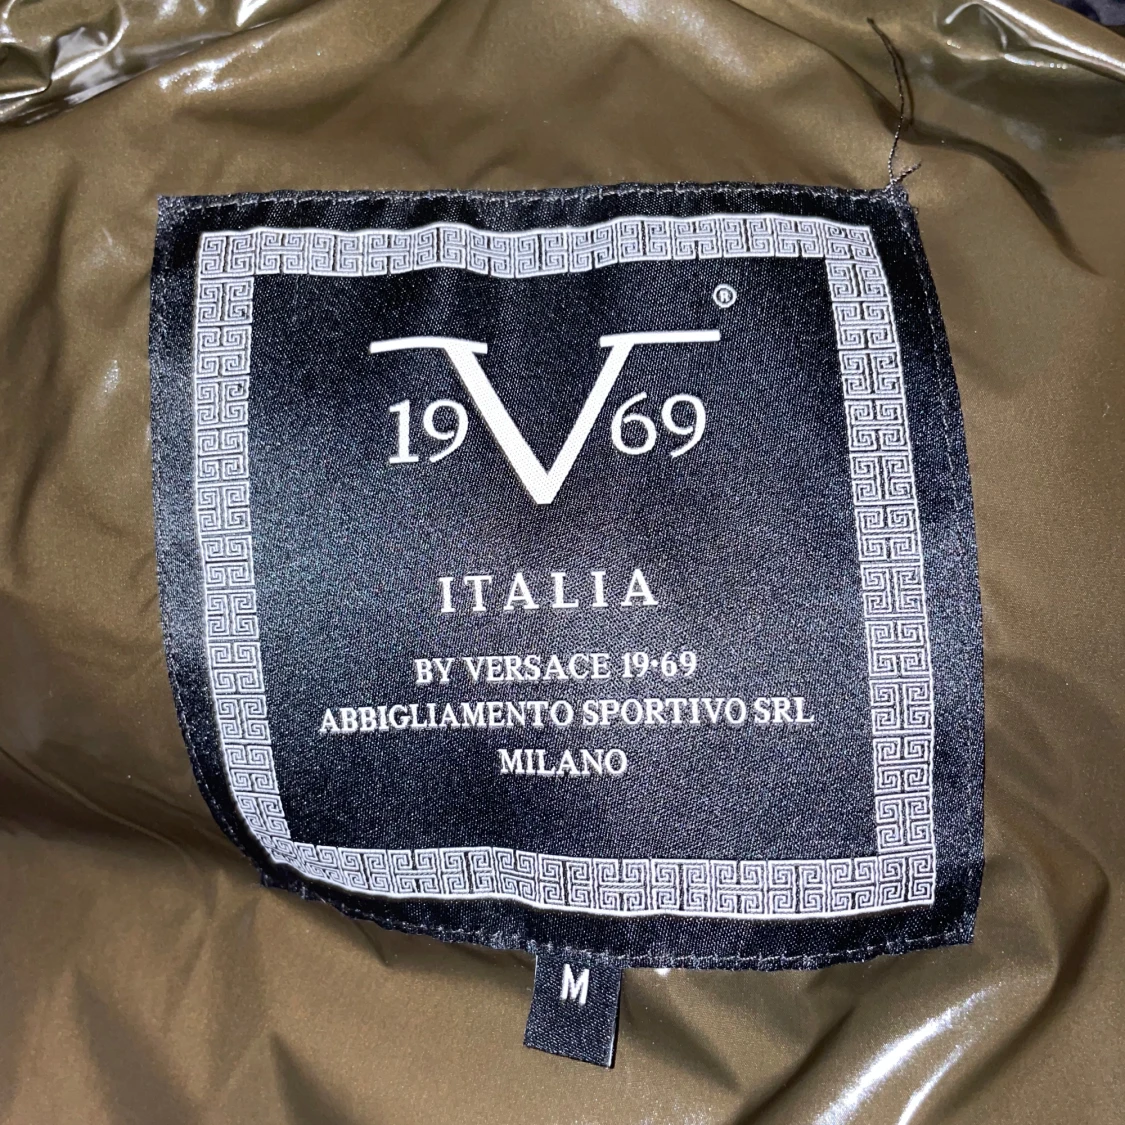 ®
19V69
ITALIA
BY VERSACE 19•69
ABBIGLIAMENTO SPORTIVO SRL
MILANO
M